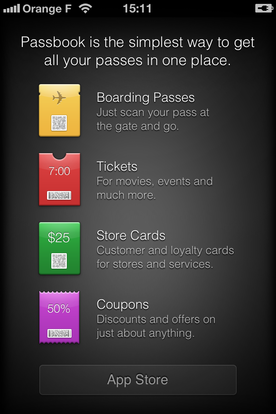 Orange F 15:11
Passbook is the simplest way to get
all your passes in one place.
Boarding Passes
Just scan your pass at
the gate and go.
7:00
Tickets
For movies, events and
much more.
$25
Store Cards
Customer and loyalty cards
for stores and services.
50%
Coupons
Discounts and offers on
just about anything.
App Store